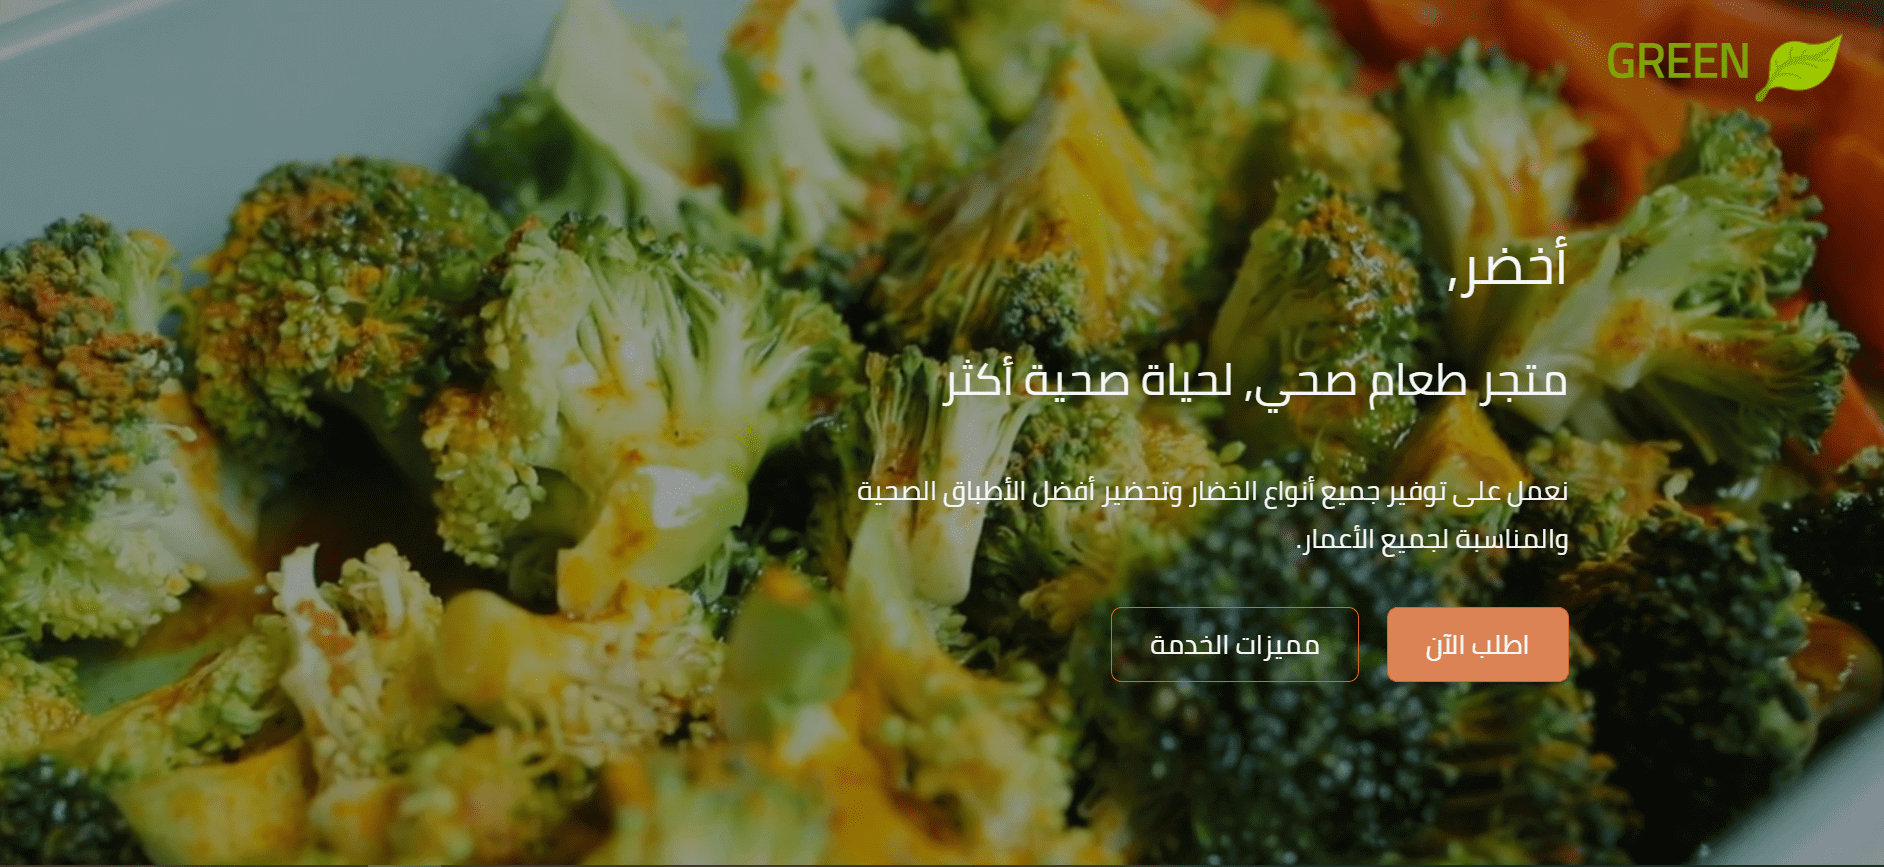 GREEN
أخضر,
متجر طعام صحي, لحياة صحية أكثر
نعمل على توفير جميع أنواع الخضار وتحضير أفضل الأطباق الصحية
والمناسبة لجميع الأعمار.
اطلب الآن
مميزات الخدمة